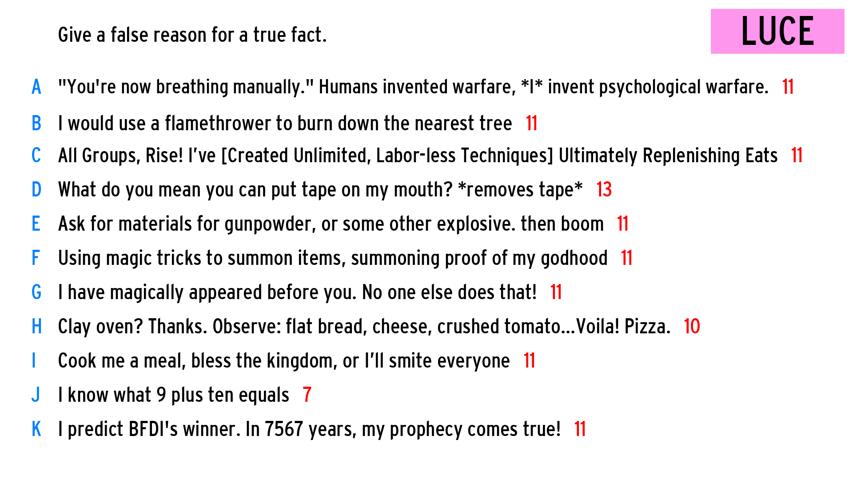 Give a false reason for a true fact.
LUCE
A "You're now breathing manually." Humans invented warfare, *I* invent psychological warfare. 11
B I would use a flamethrower to burn down the nearest tree 11
C All Groups, Rise! I've [Created Unlimited, Labor-less Techniques] Ultimately Replenishing Eats 11
D What do you mean you can put tape on my mouth? *removes tape* 13
E Ask for materials for gunpowder, or some other explosive. then boom 11
F Using magic tricks to summon items, summoning proof of my godhood 11
G I have magically appeared before you. No one else does that! 11
H Clay oven? Thanks. Observe: flat bread, cheese, crushed tomato...Voila! Pizza. 10
I Cook me a meal, bless the kingdom, or I'll smite everyone 11
J I know what 9 plus ten equals 7
K I predict BFDI's winner. In 7567 years, my prophecy comes true! 11